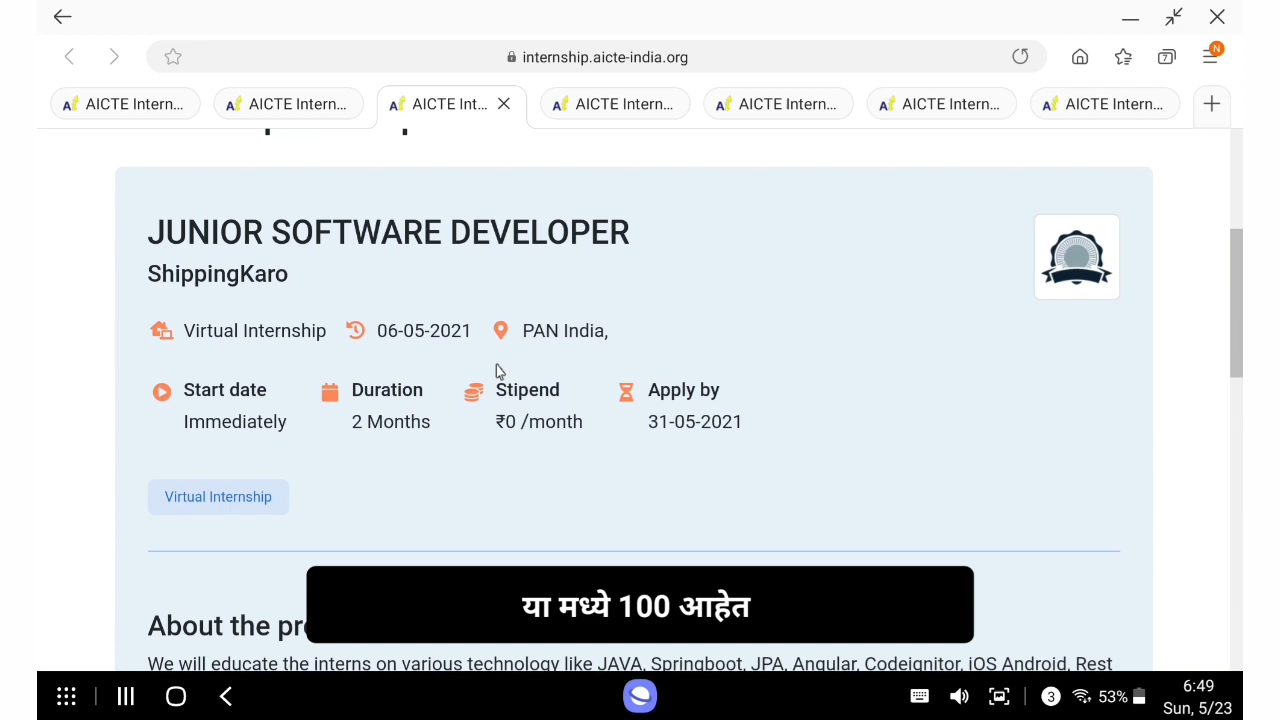 internship.aicte-india.org
7
N
AICTE Intern...
AICTE Intern...
AICTE Int...
AICTE Intern...
AICTE Intern...
AICTE Intern...
AICTE Intern...
JUNIOR SOFTWARE DEVELOPER
ShippingKaro
Virtual Internship 06-05-2021 PAN India,
Start date Duration Stipend Apply by
Immediately 2 Months ₹0 /month 31-05-2021
Virtual Internship
या मध्ये 100 आहेत
About the pr
We will educate the interns on various technology like JAVA, Springboot, JPA, Angular, Codeignitor, iOS Android, Rest
3 53% 6:49
Sun, 5/23